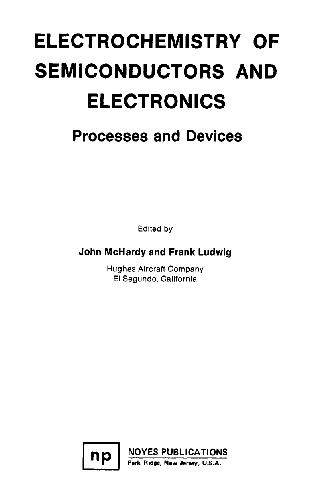 ELECTROCHEMISTRY OF
SEMICONDUCTORS AND
ELECTRONICS
Processes and Devices
Edited by
John McHardy and Frank Ludwig
Hughes Aircraft Company
El Segundo, California
np
NOYES PUBLICATIONS
Park Ridge, New Jersey, U.S.A.